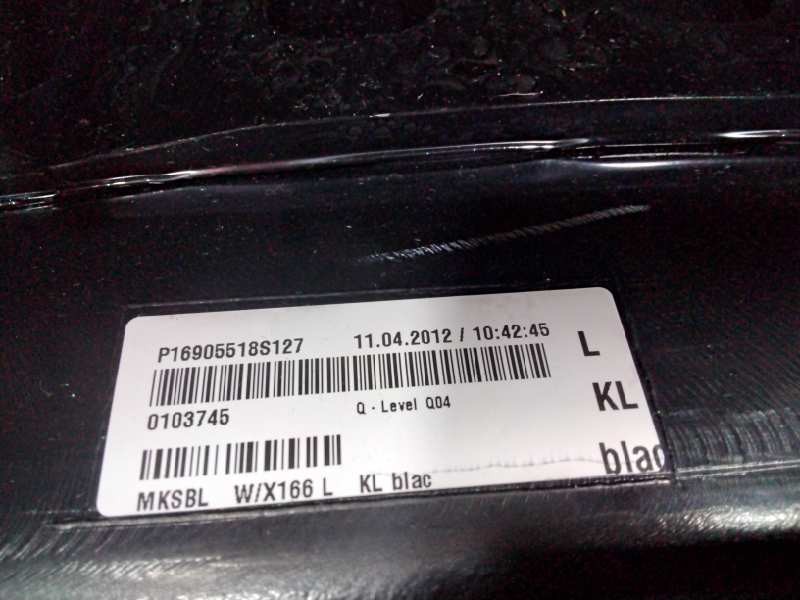 P16905518S127 11.04.2012 / 10:42:45 L
0103745 Q - Level Q04 KL
MKSBL W/X166 L KL blac blac